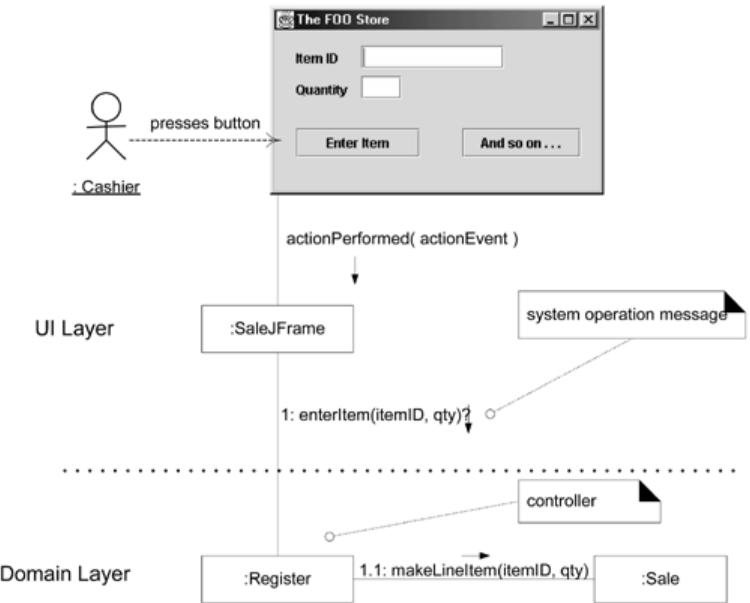 The FOO Store
Item ID
Quantity
Enter Item
And so on . . .
presses button
: Cashier
actionPerformed( actionEvent )
UI Layer
:SaleJFrame
system operation message
1: enterItem(itemID, qty)?
controller
Domain Layer
:Register
1.1: makeLineItem(itemID, qty)
:Sale